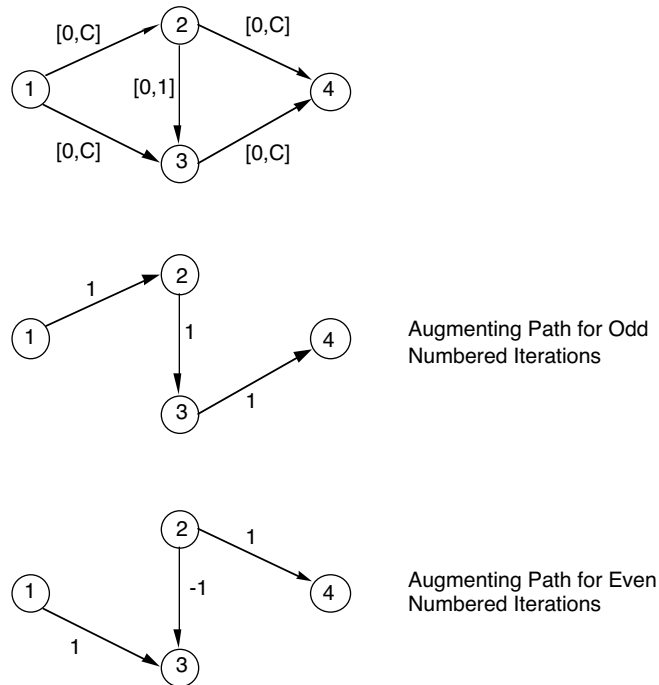 2
[0,C]
[0,C]
1
[0,1]
4
[0,C]
3
[0,C]
1
2
1
1
4
3
1
Augmenting Path for Odd
Numbered Iterations
2
1
1
-1
4
1
3
Augmenting Path for Even
Numbered Iterations